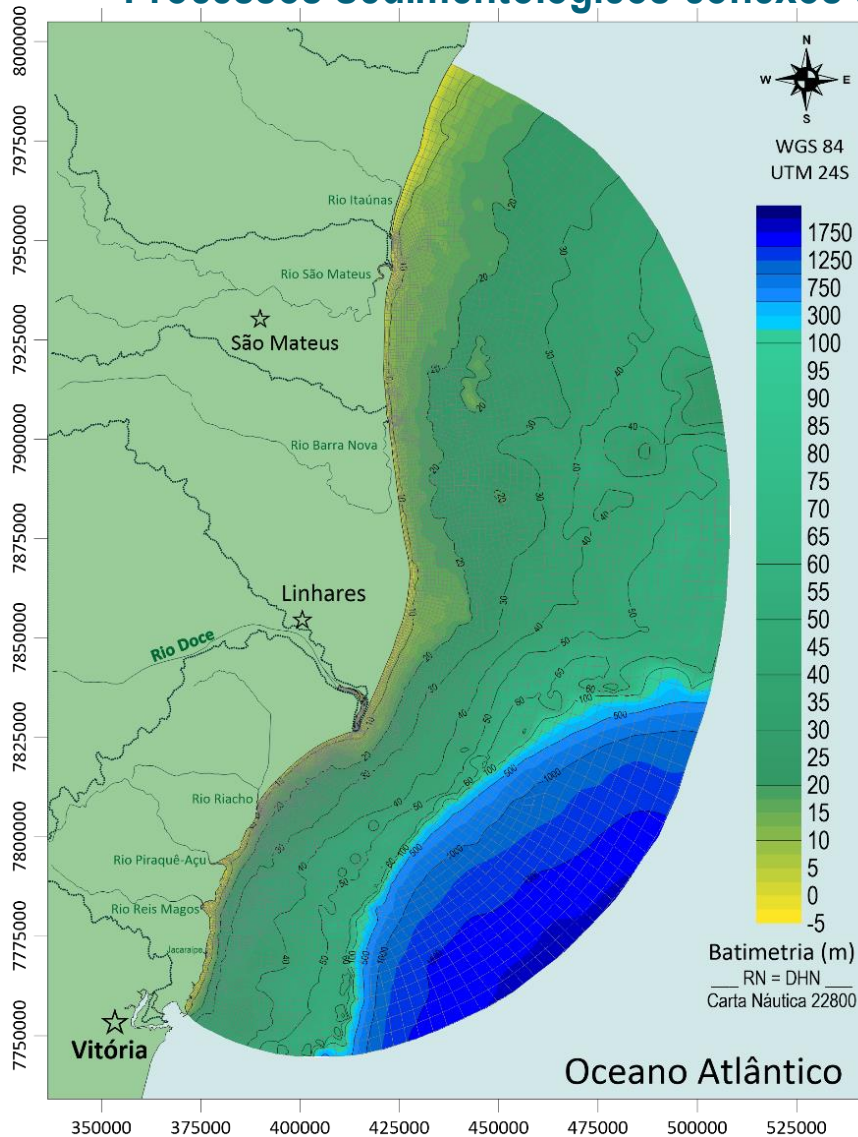 Processos Sedimentológicos conexos
8000000
7975000
7950000
7925000
7900000
7875000
7850000
7825000
7800000
7775000
7750000
N
W
E
S
WGS 84
UTM 24S
Rio Itaúnas
Rio São Mateus
São Mateus
Rio Barra Nova
Linhares
Rio Doce
Rio Riacho
Rio Piraquê-Açu
Rio Reis Magos
Jacaraípe
Vitória
1750
1250
750
300
100
95
90
85
80
75
70
65
60
55
50
45
40
35
30
25
20
15
10
5
0
-5
Batimetria (m)
RN = DHN
Carta Náutica 22800
Oceano Atlântico
350000
375000
400000
425000
450000
475000
500000
525000